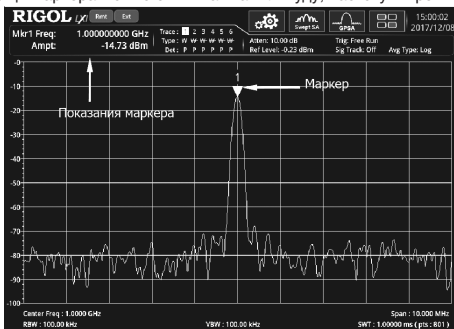 RIGOL LXI Rmt Ext
15:00:02
2017/12/08
Mkr1 Freq: 1.000000000 GHz
Ampt: -14.73 dBm
Trace: 1 2 3 4 5 6
Type: W W W W W W
Det: P P P P P P
Swept SA
GPSA
Atten: 10.00 dB
Ref Level: -0.23 dBm
Trig: Free Run
Sig Track: Off
Avg Type: Log
-0
1
Маркер
-10
-20
Показания маркера
-30
-40
-50
-60
-70
-80
-90
-100
Center Freq : 1.0000 GHz
Span : 10.000 MHz
RBW : 100.00 kHz
VBW : 100.00 kHz
SWT : 1.00000 ms ( pts : 801 )